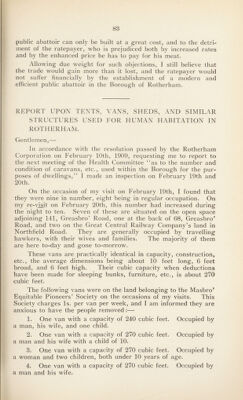 83
public abattoir can only be built at a great cost, and to the detri-
ment of the ratepayer, who is prejudiced both by increased rates
and by the enhanced price he has to pay for his meat.
Allowing due weight for such objections, I still believe that
the trade would gain more than it lost, and the ratepayer would
not suffer financially by the establishment of a modern and
efficient public abattoir in the Borough of Rotherham.
REPORT UPON TENTS, VANS, SHEDS, AND SIMILAR
STRUCTURES USED FOR HUMAN HABITATION IN
ROTHERHAM.
Gentlemen,—
In accordance with the resolution passed by the Rotherham
Corporation on February 10th, 1909, requesting me to report to
the next meeting of the Health Committee "as to the number and
condition of caravans, etc., used within the Borough for the pur-
poses of dwellings," I made an inspection on February 19th and
20th.
On the occasion of my visit on February 19th, I found that
they were nine in number, eight being in regular occupation. On
my re-visit on February 20th, this number had increased during
the night to ten. Seven of these are situated on the open space
adjoining 141, Greasbro' Road, one at the back of 68, Greasbro'
Road, and two on the Great Central Railway Company's land in
Northfield Road. They are generally occupied by travelling
hawkers, with their wives and families. The majority of them
are here to-day and gone to-morrow.
These vans are practically identical in capacity, construction,
etc., the average dimensions being about 10 feet long, 6 feet
broad, and 6 feet high. Their cubic capacity when deductions
have been made for sleeping bunks, furniture, etc., is about 270
cubic feet.
The following vans were on the land belonging to the Masbro'
Equitable Pioneers' Society on the occasions of my visits. This
Society charges 1s. per van per week, and I am informed they are
anxious to have the people removed :—
1. One van with a capacity of 240 cubic feet. Occupied by
a man, his wife, and one child.
2. One van with a capacity of 270 cubic feet. Occupied by
a man and his wife with a child of 10.
3. One van with a capacity of 270 cubic feet. Occupied by
a woman and two children, both under 10 years of age.
4. One van with a capacity of 270 cubic feet. Occupied by
a man and his wife.